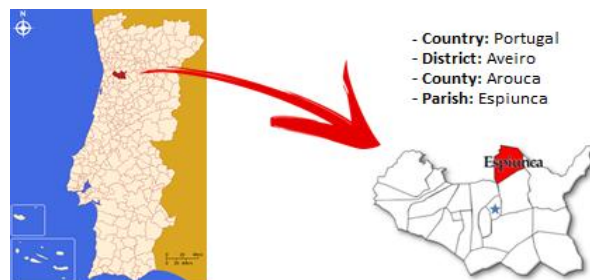 N
- Country: Portugal
- District: Aveiro
- County: Arouca
- Parish: Espiunca
Espiunca